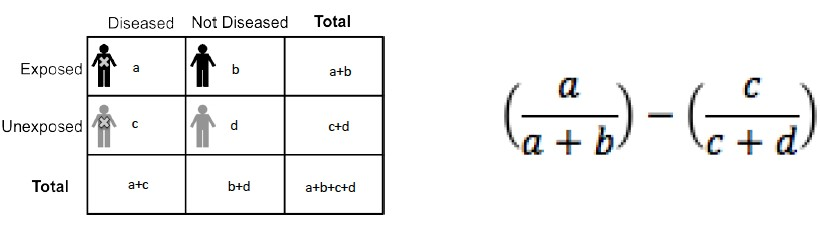 Diseased Not Diseased Total
Exposed a b a+b
Unexposed c d c+d
Total a+c b+d a+b+c+d
(a / a + b) − (c / c + d)